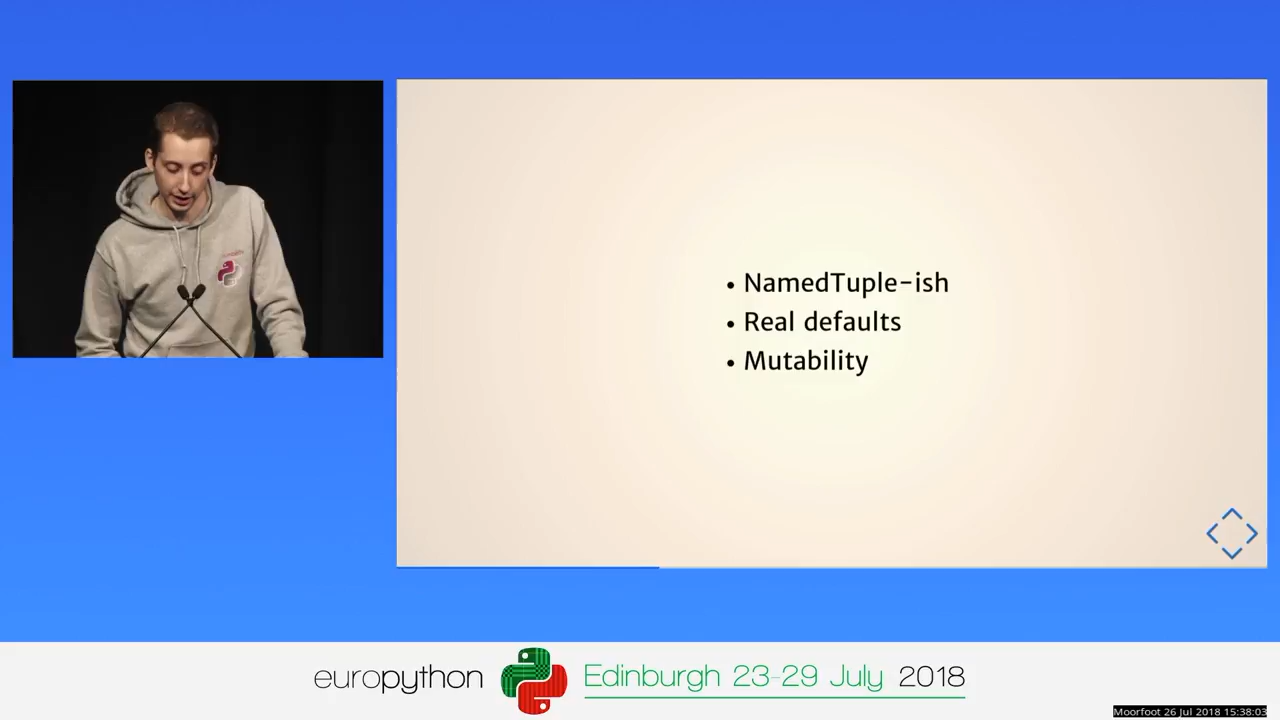 • NamedTuple-ish
• Real defaults
• Mutability
europython Edinburgh 23-29 July 2018
Moorfoot 26 Jul 2018 15:38:03